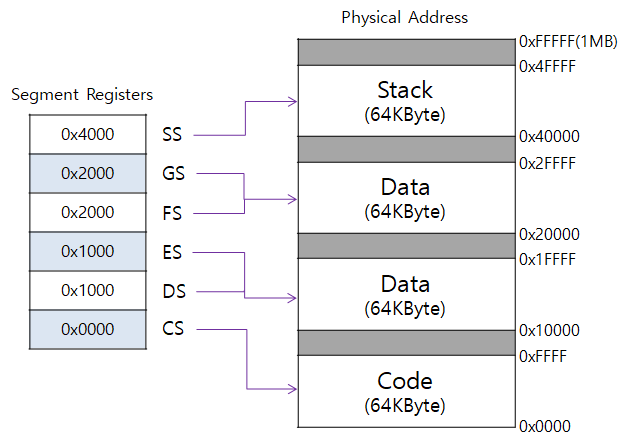 Physical Address
Segment Registers
0x4000 SS
0x2000 GS
0x2000 FS
0x1000 ES
0x1000 DS
0x0000 CS
0xFFFFF(1MB)
0x4FFFF
Stack
(64KByte)
0x40000
0x2FFFF
Data
(64KByte)
0x20000
0x1FFFF
Data
(64KByte)
0x10000
0xFFFF
Code
(64KByte)
0x0000